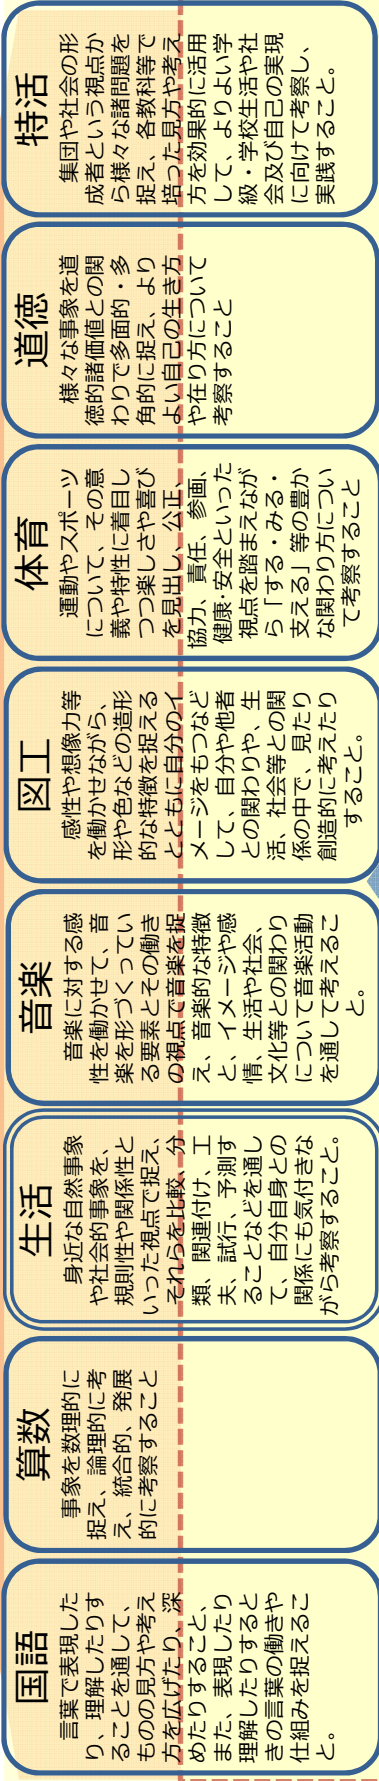 国語
言葉で表現した
り、理解したりす
ることを通して、
ものの見方や考え
方を広げたり、深
めたりすること、
また、表現したり
理解したりすると
きの言葉の働きや
仕組みを捉えるこ
と。
算数
事象を数理的に
捉え、論理的に考
え、統合的、発展
的に考察すること
生活
身近な自然事象
や社会的事象を、
規則性や関係性と
いった視点で捉え、
それらを比較、分
類、関連付け、工
夫、試行、予測す
ることなどを通し
て、自分自身との
関係にも気付きな
がら考察すること。
音楽
音楽に対する感
性を働かせて、音
楽を形づくってい
る要素とその働き
の視点で音楽を捉
え、音楽的な特徴
と、イメージや感
情、生活や社会、
文化等との関わり
について音楽活動
を通して考えるこ
と。
図工
感性や想像力等
を働かせながら、
形や色などの造形
的な特徴を捉える
とともに自分のイ
メージをもつなど
して、自分や他者
との関わりや、生
活、社会等との関
係の中で、見たり
創造的に考えたり
すること。
体育
運動やスポーツ
について、その意
義や特性に着目し
つつ楽しさや喜び
を見出し、公正、
協力、責任、参画、
健康・安全といった
視点を踏まえなが
ら「する・みる・
支える」等の豊か
な関わり方につい
て考察すること
道徳
様々な事象を道
徳的諸価値との関
わりで多面的・多
角的に捉え、より
よい自己の生き方
や在り方について
考察すること
特活
集団や社会の形
成者という視点か
ら様々な諸問題を
捉え、各教科等で
培った見方や考え
方を効果的に活用
して、よりよい学
級・学校生活や社
会及び自己の実現
に向けて考察し、
実践すること。